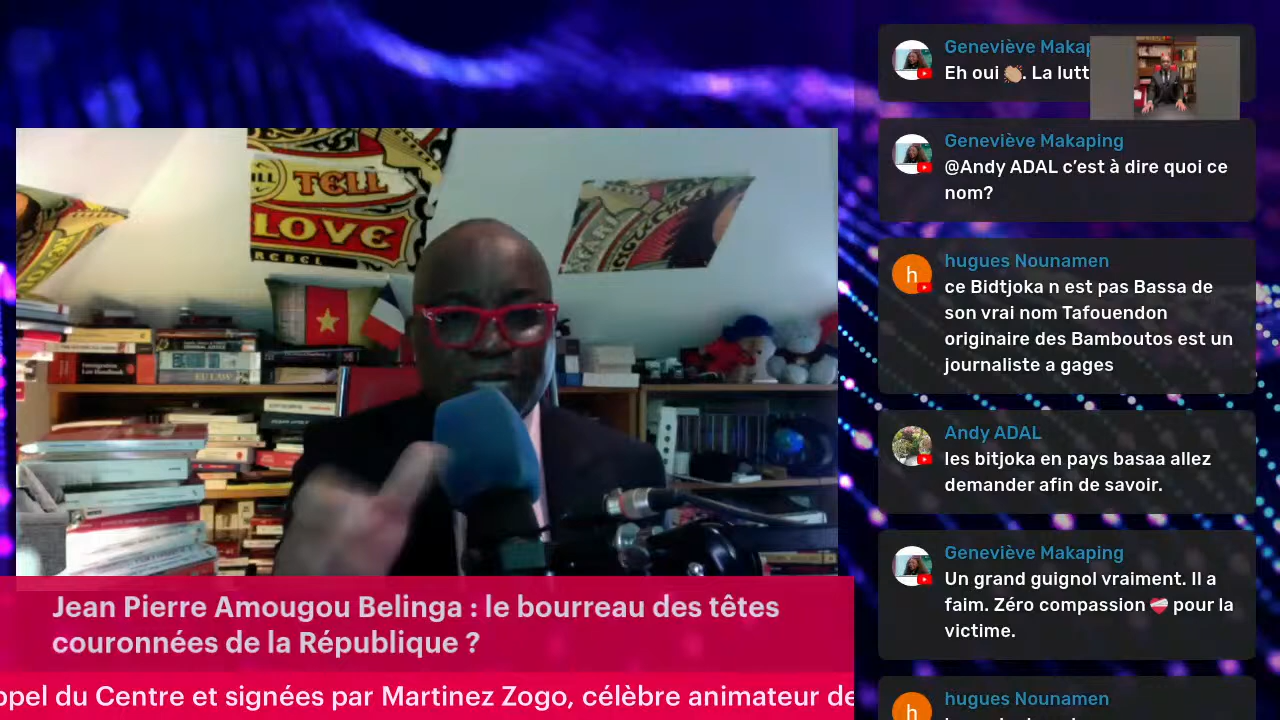 TELL
LOVE
REBEL
EU LAW
Jean Pierre Amougou Belinga : le bourreau des têtes
couronnées de la République ?
ppel du Centre et signées par Martinez Zogo, célèbre animateur de
Geneviève Makap
Eh oui 👏🏽. La lutt
Geneviève Makaping
@Andy ADAL c’est à dire quoi ce
nom?
h
hugues Nounamen
ce Bidtjoka n est pas Bassa de
son vrai nom Tafouendon
originaire des Bamboutos est un
journaliste a gages
Andy ADAL
les bitjoka en pays basaa allez
demander afin de savoir.
Geneviève Makaping
Un grand guignol vraiment. Il a
faim. Zéro compassion ❤️‍🩹 pour la
victime.
h
hugues Nounamen